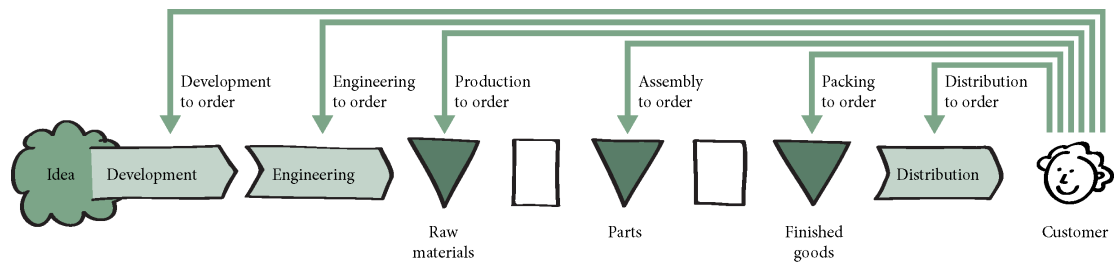 Development
to order
Engineering
to order
Production
to order
Assembly
to order
Packing
to order
Distribution
to order
Idea
Development
Engineering
Distribution
Raw
materials
Parts
Finished
goods
Customer